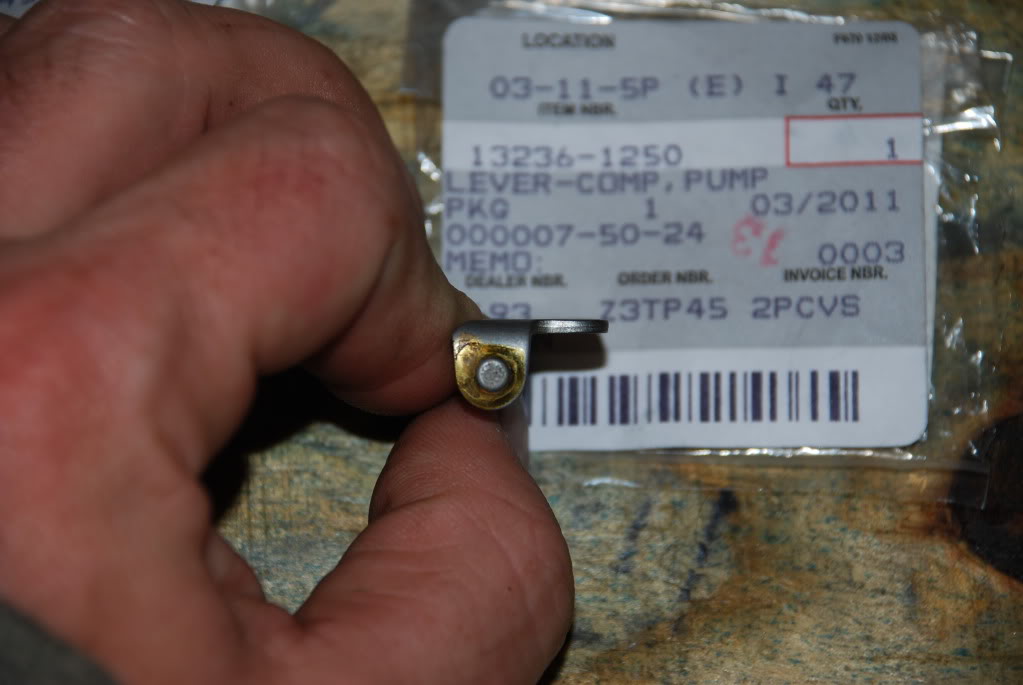 LOCATION
03-11-5P (E) I 47
ITEM NBR. QTY.
13236-1250 1
LEVER-COMP,PUMP
PKG 1 03/2011
000007-50-24
MEMO: 0003
DEALER NBR. ORDER NBR. INVOICE NBR.
93 Z3TP45 2PCVS